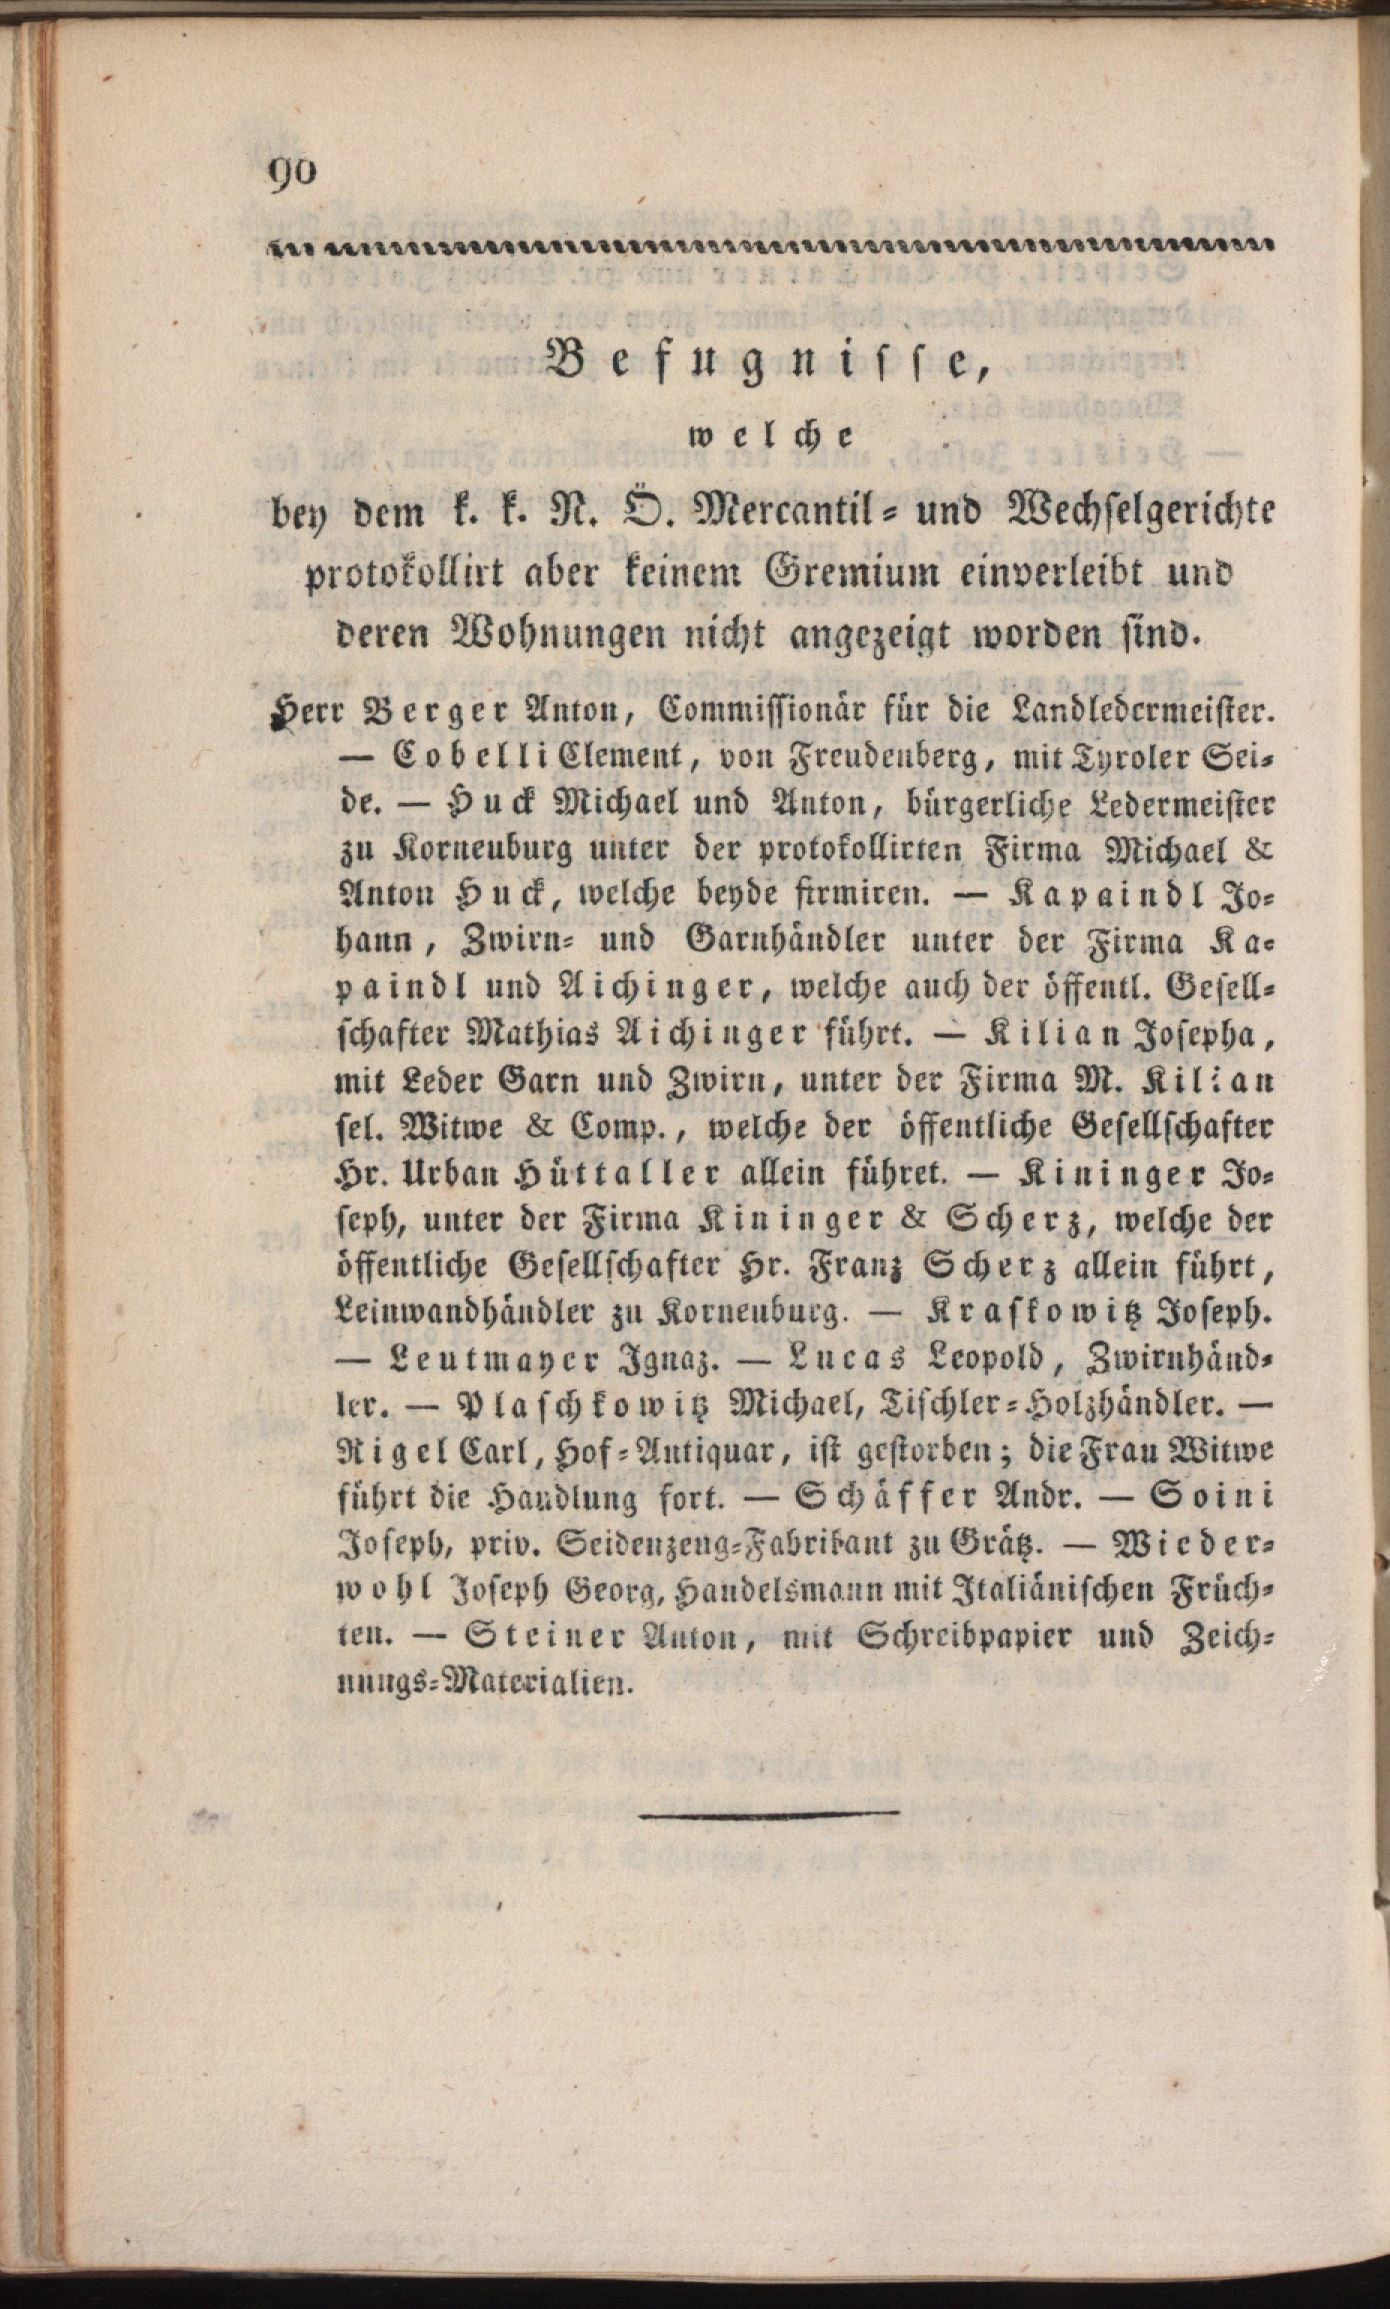 90
Befugnisse,
welche
bey dem k. k. N. Ö. Mercantil- und Wechselgerichte
protokollirt aber keinem Gremium einverleibt und
deren Wohnungen nicht angezeigt worden sind.
Herr Berger Anton, Commissionär für die Landledermeister.
— Cobelli Clement, von Freudenberg, mit Tyroler Sei-
de. — Huck Michael und Anton, bürgerliche Ledermeister
zu Korneuburg unter der protokollirten Firma Michael &
Anton Huck, welche beyde firmiren. — Kapaindl Jo-
hann, Zwirn- und Garnhändler unter der Firma Ka-
paindl und Aichinger, welche auch der öffentl. Gesell-
schafter Mathias Aichinger führt. — Kilian Josepha,
mit Leder Garn und Zwirn, unter der Firma M. Kilian
sel. Witwe & Comp., welche der öffentliche Gesellschafter
Hr. Urban Hüttaller allein führet. — Kininger Jo-
seph, unter der Firma Kininger & Scherz, welche der
öffentliche Gesellschafter Hr. Franz Scherz allein führt,
Leinwandhändler zu Korneuburg. — Kraskowitz Joseph.
— Leutmayer Ignaz. — Lucas Leopold, Zwirnhänd-
ler. — Plaschkowitz Michael, Tischler-Holzhändler. —
Rigel Carl, Hof-Antiquar, ist gestorben; die Frau Witwe
führt die Handlung fort. — Schäffer Andr. — Soini
Joseph, priv. Seidenzeug-Fabrikant zu Grätz. — Wieder-
wohl Joseph Georg, Handelsmann mit Italiänischen Früch-
ten. — Steiner Anton, mit Schreibpapier und Zeich-
nungs-Materialien.